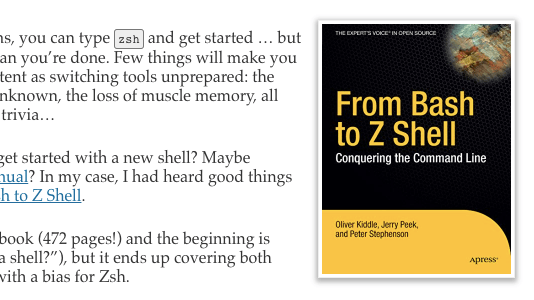 ns, you can type zsh and get started … but
an you’re done. Few things will make you
tent as switching tools unprepared: the
nknown, the loss of muscle memory, all
trivia…
get started with a new shell? Maybe
nual? In my case, I had heard good things
sh to Z Shell.
book (472 pages!) and the beginning is
a shell?”), but it ends up covering both
with a bias for Zsh.
THE EXPERT’S VOICE® IN OPEN SOURCE
From Bash
to Z Shell
Conquering the Command Line
Oliver Kiddle, Jerry Peek,
and Peter Stephenson
Apress®